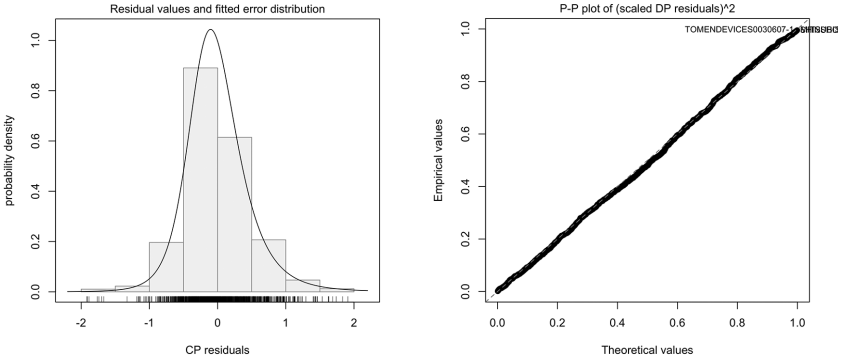 Residual values and fitted error distribution
probability density
0.0 0.2 0.4 0.6 0.8 1.0
-2 -1 0 1 2
CP residuals
P-P plot of (scaled DP residuals)^2
TOMENDEVICES0030607-1
Empirical values
0.0 0.2 0.4 0.6 0.8 1.0
0.0 0.2 0.4 0.6 0.8 1.0
Theoretical values